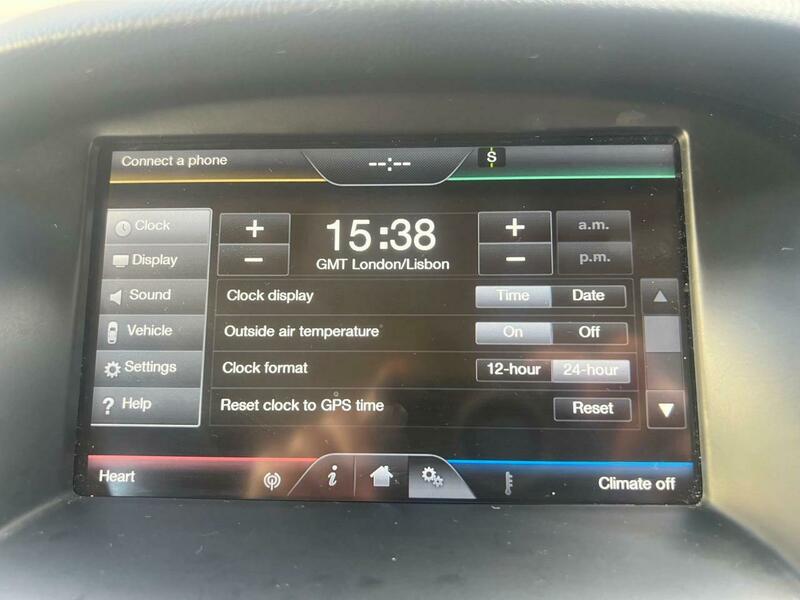 Connect a phone
--:--
S
Clock
+
15:38
+
a.m.
Display
−
GMT London/Lisbon
−
p.m.
Sound
Clock display
Time
Date
Vehicle
Outside air temperature
On
Off
Settings
Clock format
12-hour
24-hour
? Help
Reset clock to GPS time
Reset
Heart
i
Climate off